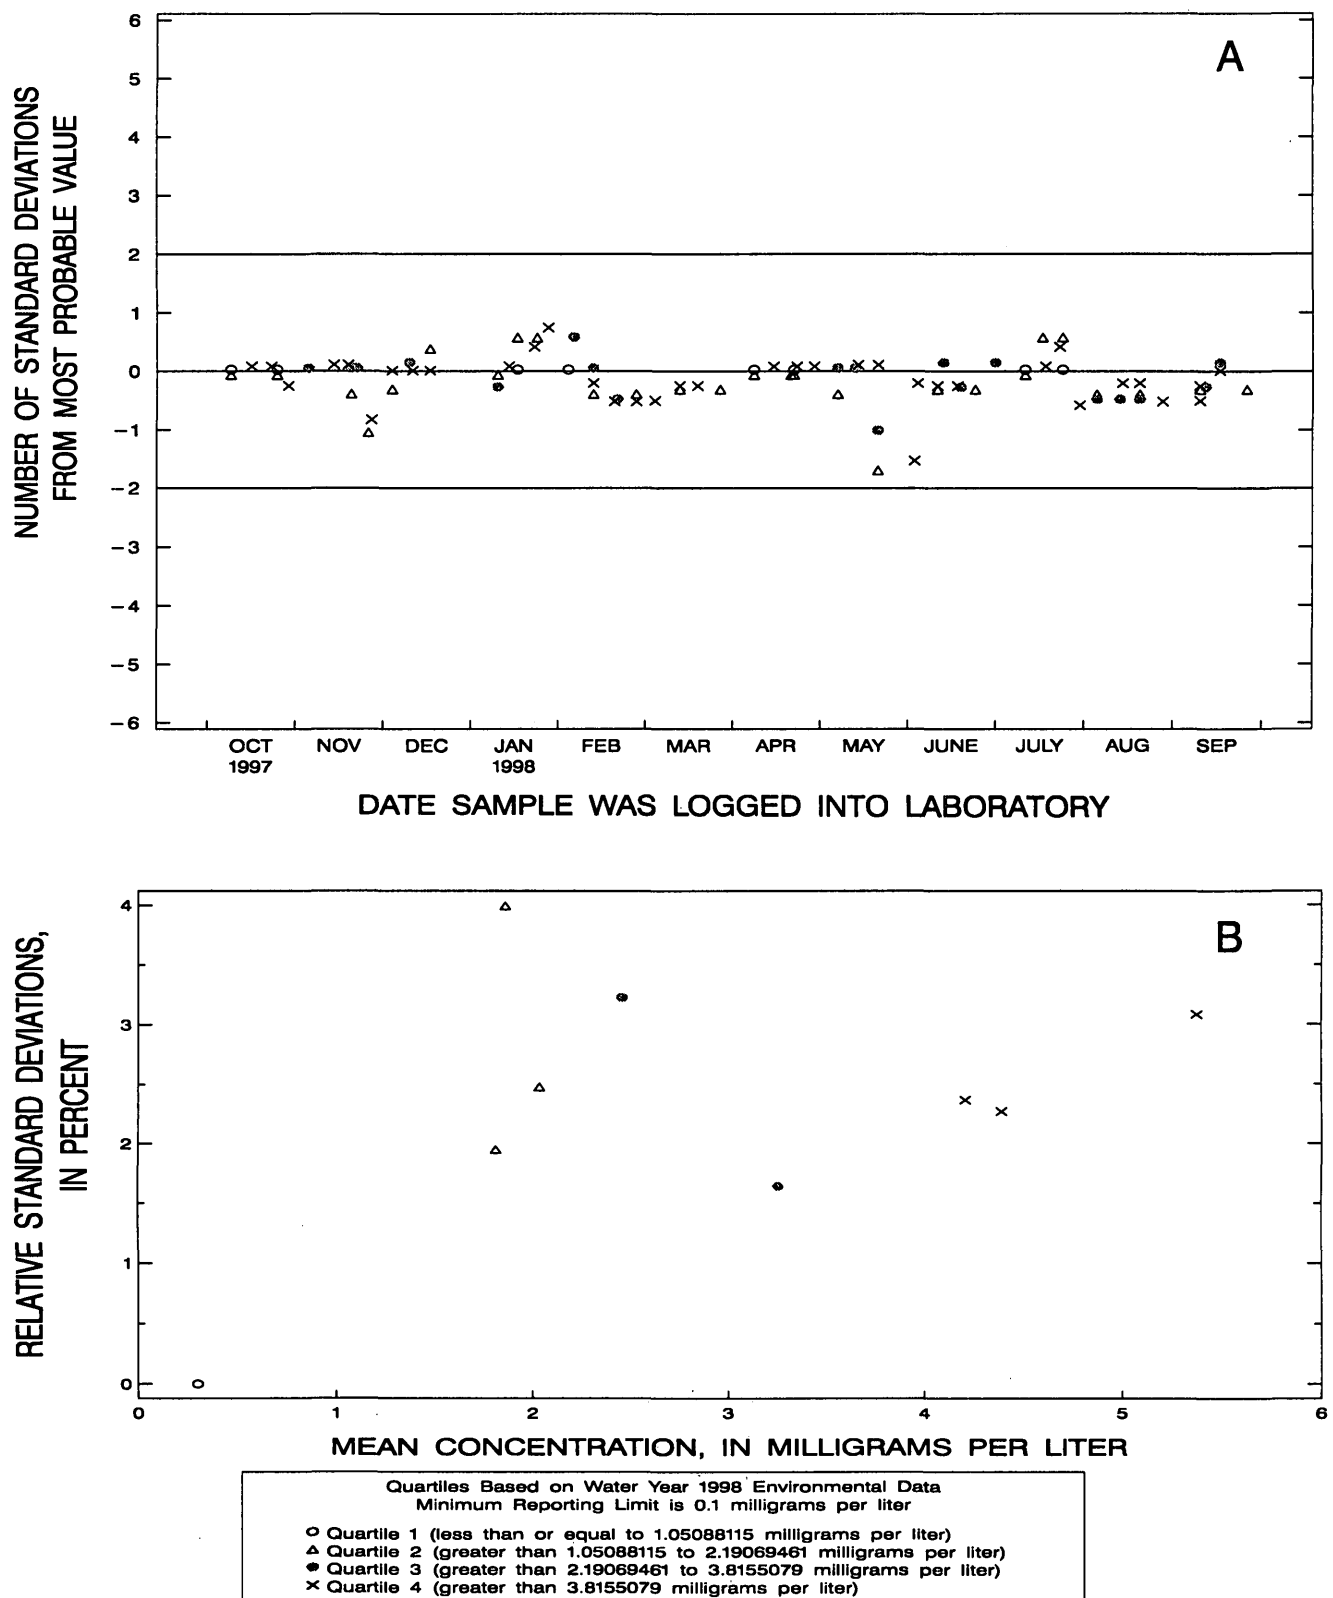 A
NUMBER OF STANDARD DEVIATIONS
FROM MOST PROBABLE VALUE
6
5
4
3
2
1
0
−1
−2
−3
−4
−5
−6
OCT NOV DEC JAN FEB MAR APR MAY JUNE JULY AUG SEP
1997 1998
DATE SAMPLE WAS LOGGED INTO LABORATORY
B
RELATIVE STANDARD DEVIATIONS,
IN PERCENT
4
3
2
1
0
0 1 2 3 4 5 6
MEAN CONCENTRATION, IN MILLIGRAMS PER LITER
Quartiles Based on Water Year 1998 Environmental Data
Minimum Reporting Limit is 0.1 milligrams per liter
Quartile 1 (less than or equal to 1.05088115 milligrams per liter)
Quartile 2 (greater than 1.05088115 to 2.19069461 milligrams per liter)
Quartile 3 (greater than 2.19069461 to 3.8155079 milligrams per liter)
Quartile 4 (greater than 3.8155079 milligrams per liter)